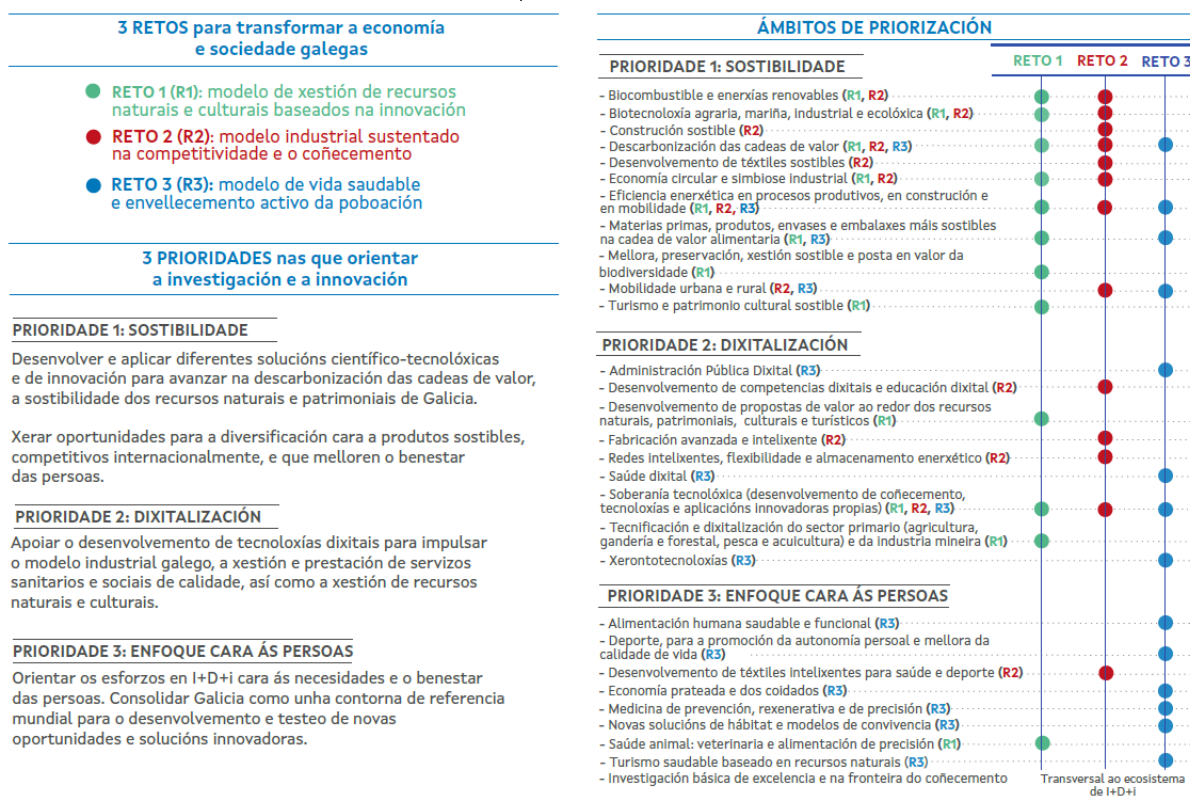 3 RETOS para transformar a economía
e sociedade galegas
RETO 1 (R1): modelo de xestión de recursos
naturais e culturais baseados na innovación
RETO 2 (R2): modelo industrial sustentado
na competitividade e o coñecemento
RETO 3 (R3): modelo de vida saudable
e envellecemento activo da poboación
3 PRIORIDADES nas que orientar
a investigación e a innovación
PRIORIDADE 1: SOSTIBILIDADE
Desenvolver e aplicar diferentes solucións científico-tecnolóxicas
e de innovación para avanzar na descarbonización das cadeas de valor,
a sostibilidade dos recursos naturais e patrimoniais de Galicia.
Xerar oportunidades para a diversificación cara a produtos sostibles,
competitivos internacionalmente, e que melloren o benestar
das persoas.
PRIORIDADE 2: DIXITALIZACIÓN
Apoiar o desenvolvemento de tecnoloxías dixitais para impulsar
o modelo industrial galego, a xestión e prestación de servizos
sanitarios e sociais de calidade, así como a xestión de recursos
naturais e culturais.
PRIORIDADE 3: ENFOQUE CARA ÁS PERSOAS
Orientar os esforzos en I+D+i cara ás necesidades e o benestar
das persoas. Consolidar Galicia como unha contorna de referencia
mundial para o desenvolvemento e testeo de novas
oportunidades e solucións innovadoras.
ÁMBITOS DE PRIORIZACIÓN
RETO 1 RETO 2 RETO 3
PRIORIDADE 1: SOSTIBILIDADE
- Biocombustible e enerxías renovables (R1, R2)
- Biotecnoloxía agraria, mariña, industrial e ecolóxica (R1, R2)
- Construción sostible (R2)
- Descarbonización das cadeas de valor (R1, R2, R3)
- Desenvolvemento de téxtiles sostibles (R2)
- Economía circular e simbiose industrial (R1, R2)
- Eficiencia enerxética en procesos produtivos, en construción e
en mobilidade (R1, R2, R3)
- Materias primas, produtos, envases e embalaxes máis sostibles
na cadea de valor alimentaria (R1, R3)
- Mellora, preservación, xestión sostible e posta en valor da
biodiversidade (R1)
- Mobilidade urbana e rural (R2, R3)
- Turismo e patrimonio cultural sostible (R1)
PRIORIDADE 2: DIXITALIZACIÓN
- Administración Pública Dixital (R3)
- Desenvolvemento de competencias dixitais e educación dixital (R2)
- Desenvolvemento de propostas de valor ao redor dos recursos
naturais, patrimoniais, culturais e turísticos (R1)
- Fabricación avanzada e intelixente (R2)
- Redes intelixentes, flexibilidade e almacenamento enerxético (R2)
- Saúde dixital (R3)
- Soberanía tecnolóxica (desenvolvemento de coñecemento,
tecnoloxías e aplicacións innovadoras propias) (R1, R2, R3)
- Tecnificación e dixitalización do sector primario (agricultura,
gandería e forestal, pesca e acuicultura) e da industria mineira (R1)
- Xerontotecnoloxías (R3)
PRIORIDADE 3: ENFOQUE CARA ÁS PERSOAS
- Alimentación humana saudable e funcional (R3)
- Deporte, para a promoción da autonomía persoal e mellora da
calidade de vida (R3)
- Desenvolvemento de téxtiles intelixentes para saúde e deporte (R2)
- Economía prateada e dos coidados (R3)
- Medicina de prevención, rexenerativa e de precisión (R3)
- Novas solucións de hábitat e modelos de convivencia (R3)
- Saúde animal: veterinaria e alimentación de precisión (R1)
- Turismo saudable baseado en recursos naturais (R3)
- Investigación básica de excelencia e na fronteira do coñecemento
Transversal ao ecosistema
de I+D+i